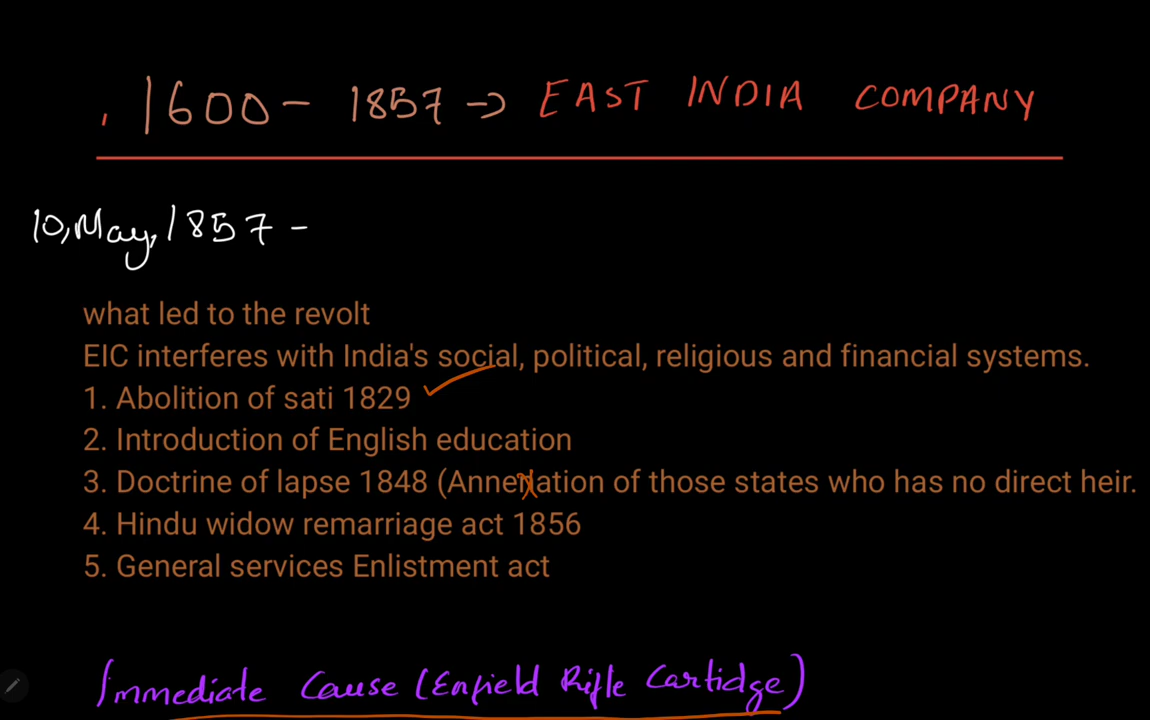 1600 - 1857 → EAST INDIA COMPANY
10, May, 1857 -
what led to the revolt
EIC interferes with India's social, political, religious and financial systems.
1. Abolition of sati 1829 ✓
2. Introduction of English education
3. Doctrine of lapse 1848 (Annexation of those states who has no direct heir.
4. Hindu widow remarriage act 1856
5. General services Enlistment act
Immediate Cause (Enfield Rifle Cartidge)